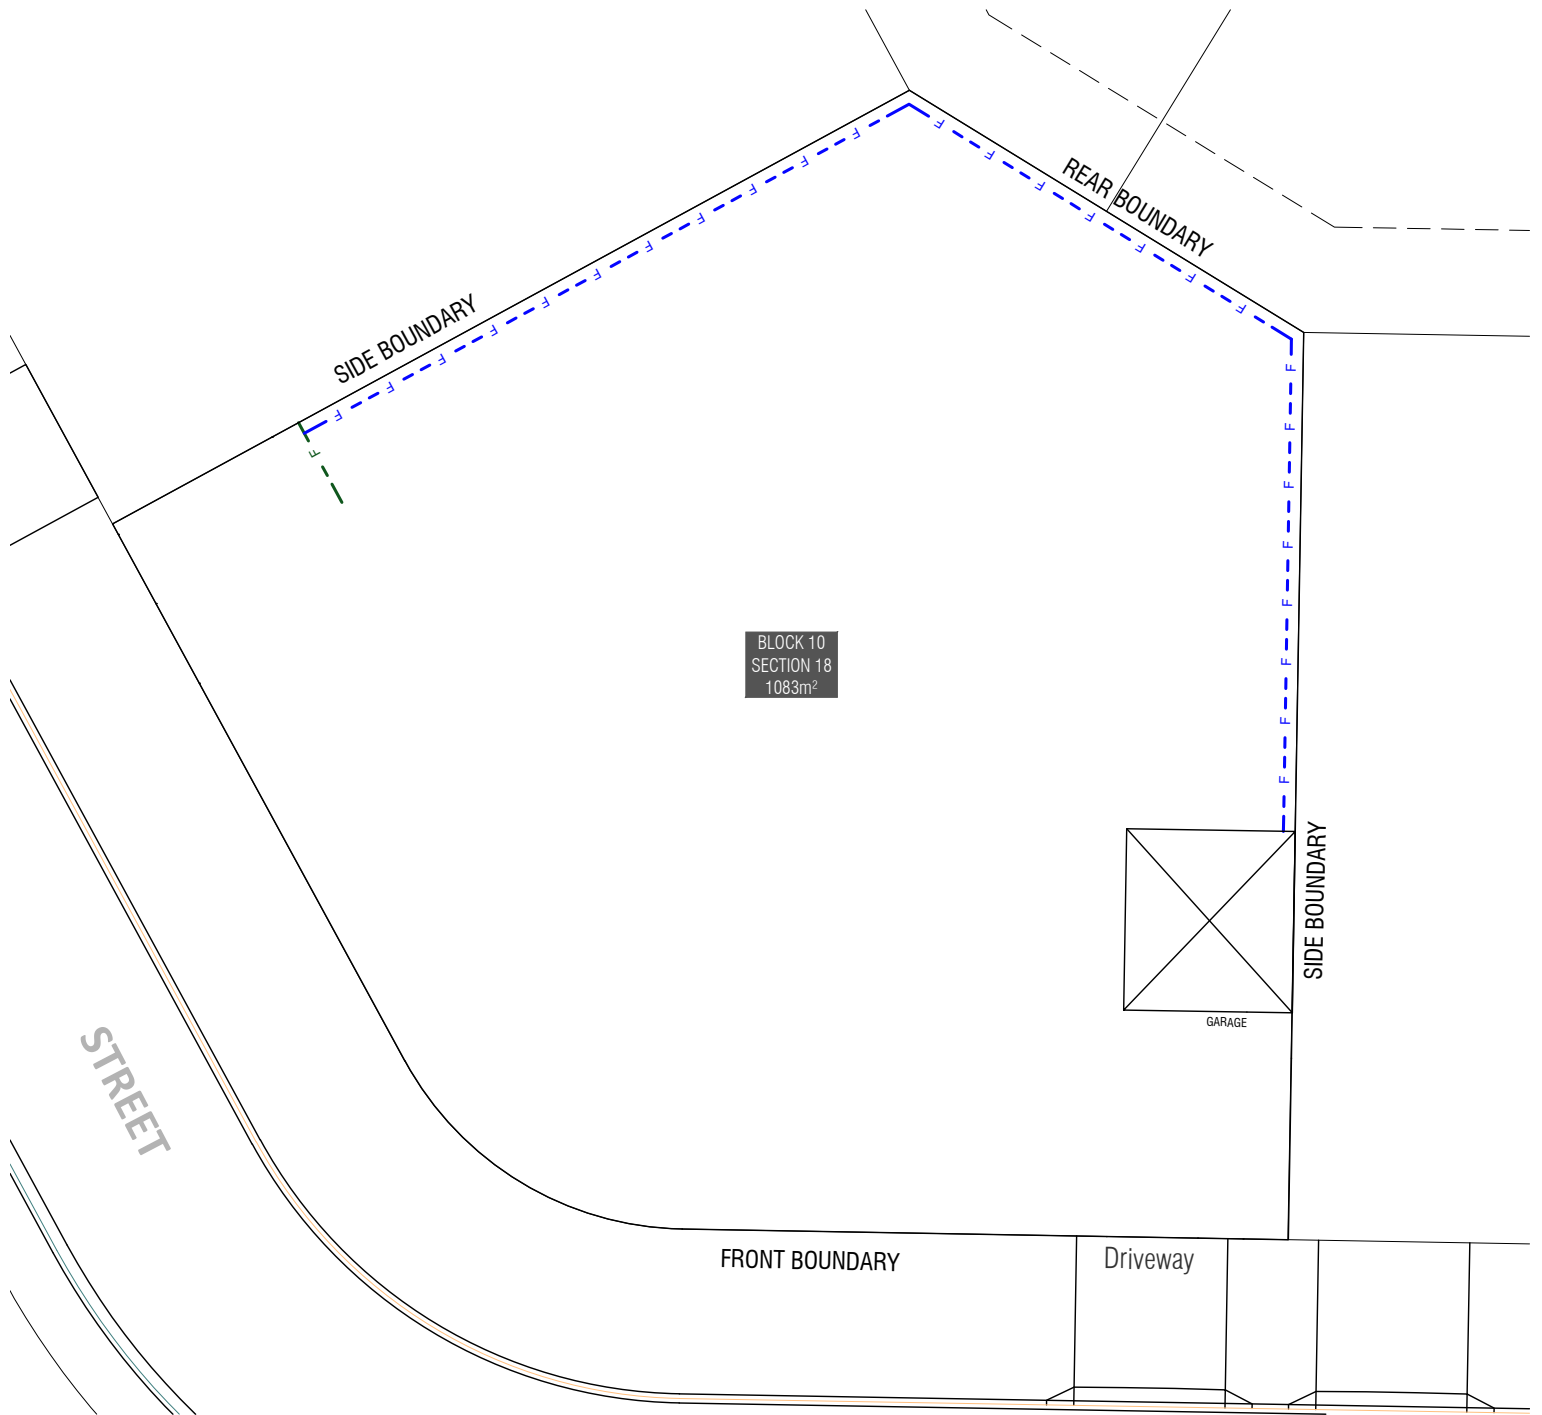 REAR BOUNDARY
SIDE BOUNDARY
BLOCK 10
SECTION 18
1083m²
SIDE BOUNDARY
GARAGE
STREET
FRONT BOUNDARY
Driveway
F F F F F F F F F F F
F F F F F F F
F F F F F F F F
F